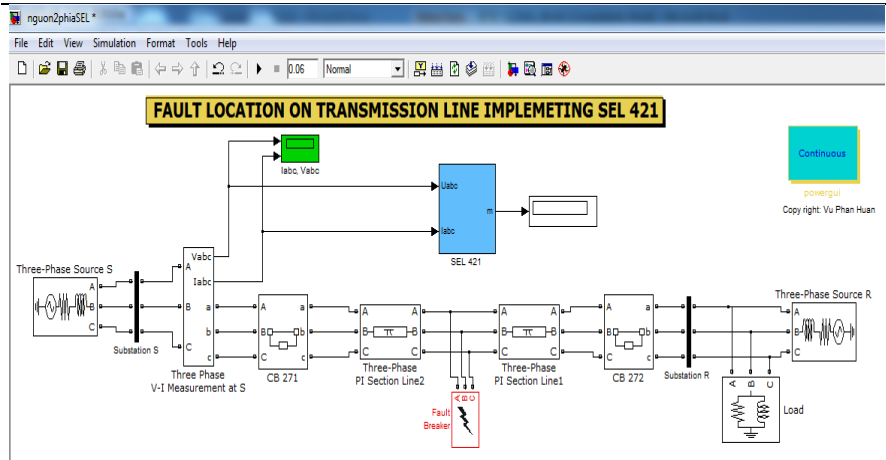 nguon2phiaSEL *
File Edit View Simulation Format Tools Help
0.06 Normal
FAULT LOCATION ON TRANSMISSION LINE IMPLEMETING SEL 421
Iabc, Vabc
Continuous
powergui
Copy right: Vu Phan Huan
Uabc
Iabc
m
SEL 421
Three-Phase Source S
A
B
C
Substation S
Vabc
A
Iabc
B a
b
C c
Three Phase
V-I Measurement at S
A a
B b
C c
CB 271
A A
B B
C C
Three-Phase
PI Section Line2
A B C
Fault
Breaker
A A
B B
C C
Three-Phase
PI Section Line1
A a
B b
C c
CB 272
Substation R
Three-Phase Source R
A
B
C
A B C
Load